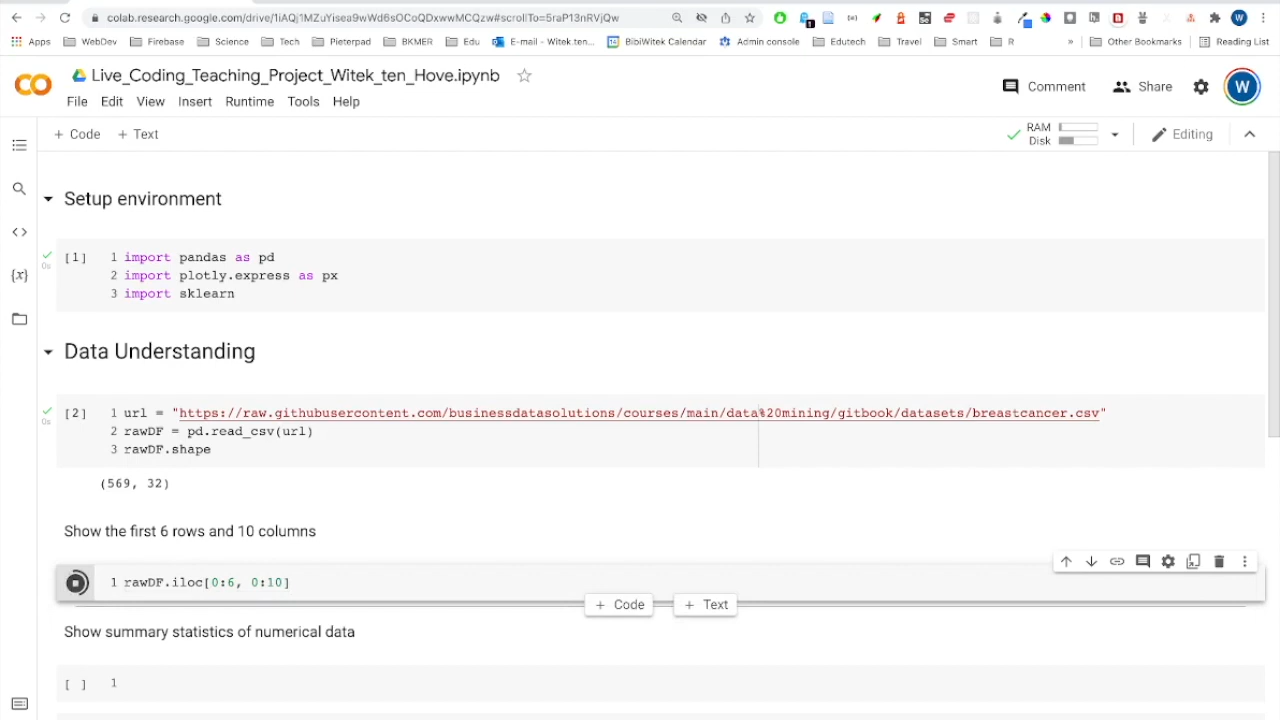 colab.research.google.com/drive/1iAQj1MZuYisea9wWd6sOCoQDxwwMCQzw#scrollTo=5raP13nRVjQw
W
Apps WebDev Firebase Science Tech Pieterpad BKMER Edu E-mail – Witek.ten... BibiWitek Calendar Admin console Edutech Travel Smart R » Other Bookmarks Reading List
CO Live_Coding_Teaching_Project_Witek_ten_Hove.ipynb
Comment Share W
File Edit View Insert Runtime Tools Help
+ Code + Text
RAM
Disk
Editing
Setup environment
[1] 1 import pandas as pd
0s
2 import plotly.express as px
3 import sklearn
{x}
Data Understanding
[2] 1 url = "https://raw.githubusercontent.com/businessdatasolutions/courses/main/data%20mining/gitbook/datasets/breastcancer.csv"
0s
2 rawDF = pd.read_csv(url)
3 rawDF.shape
(569, 32)
Show the first 6 rows and 10 columns
1 rawDF.iloc[0:6, 0:10]
+ Code + Text
Show summary statistics of numerical data
[ ] 1